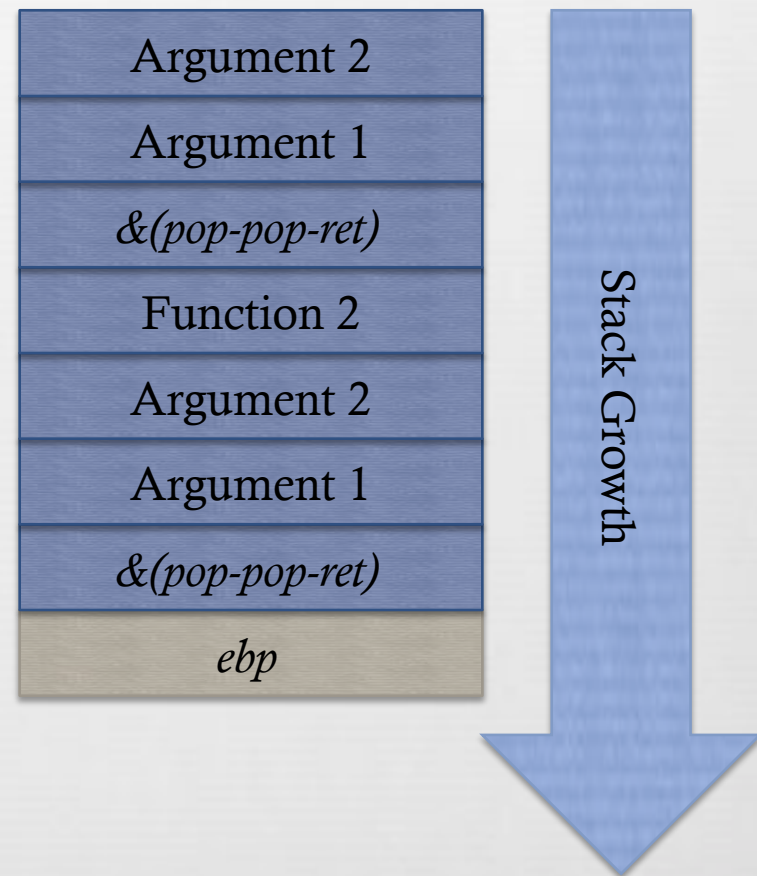 Argument 2
Argument 1
&(pop-pop-ret)
Function 2
Argument 2
Argument 1
&(pop-pop-ret)
ebp
Stack Growth